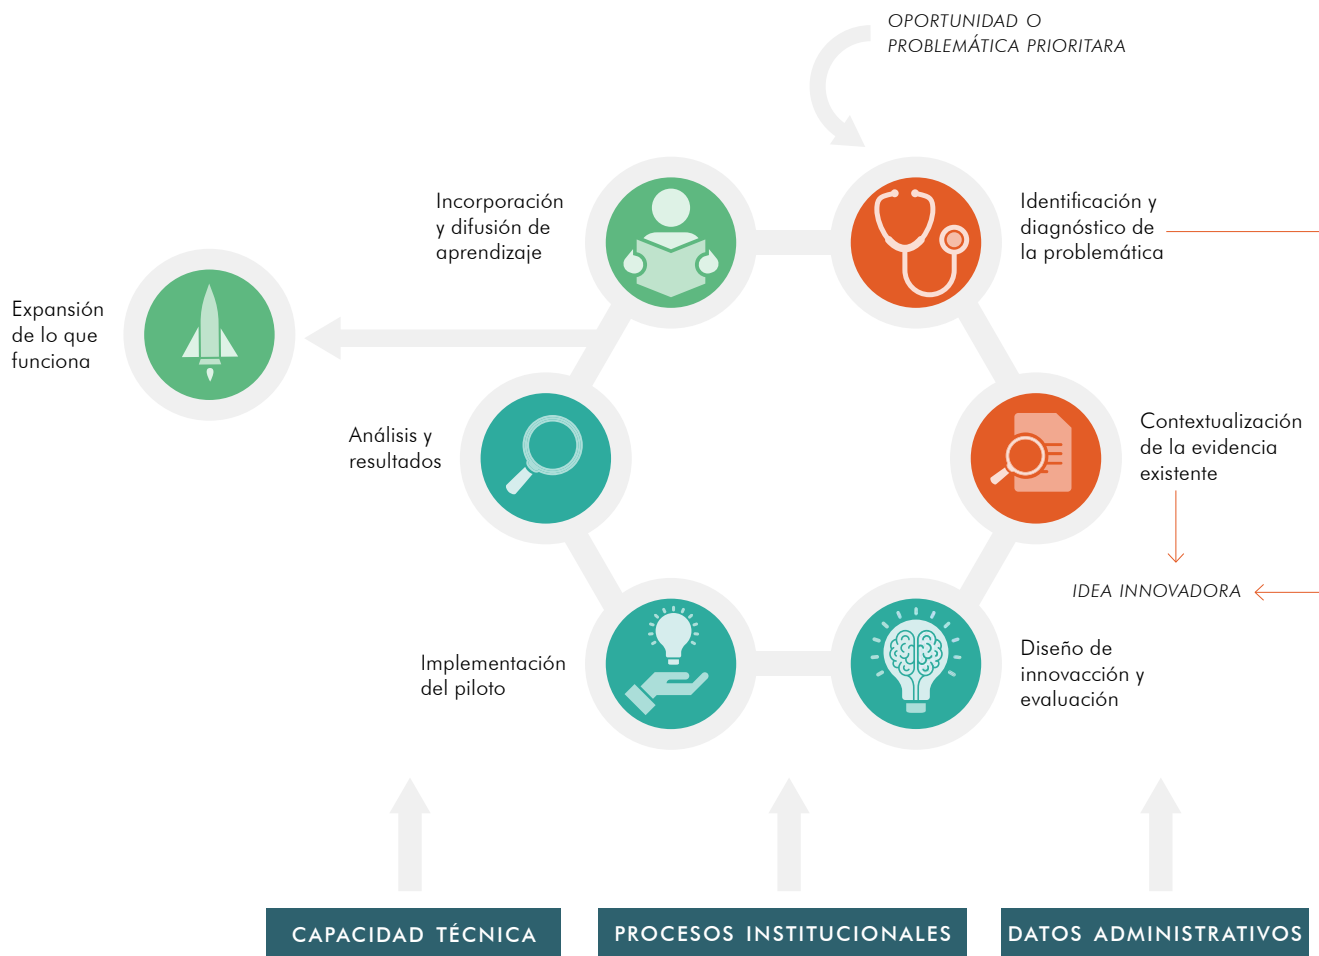 OPORTUNIDAD O
PROBLEMÁTICA PRIORITARA
Incorporación
y difusión de
aprendizaje
Identificación y
diagnóstico de
la problemática
Expansión
de lo que
funciona
Análisis y
resultados
Contextualización
de la evidencia
existente
IDEA INNOVADORA
Implementación
del piloto
Diseño de
innovacción y
evaluación
CAPACIDAD TÉCNICA
PROCESOS INSTITUCIONALES
DATOS ADMINISTRATIVOS